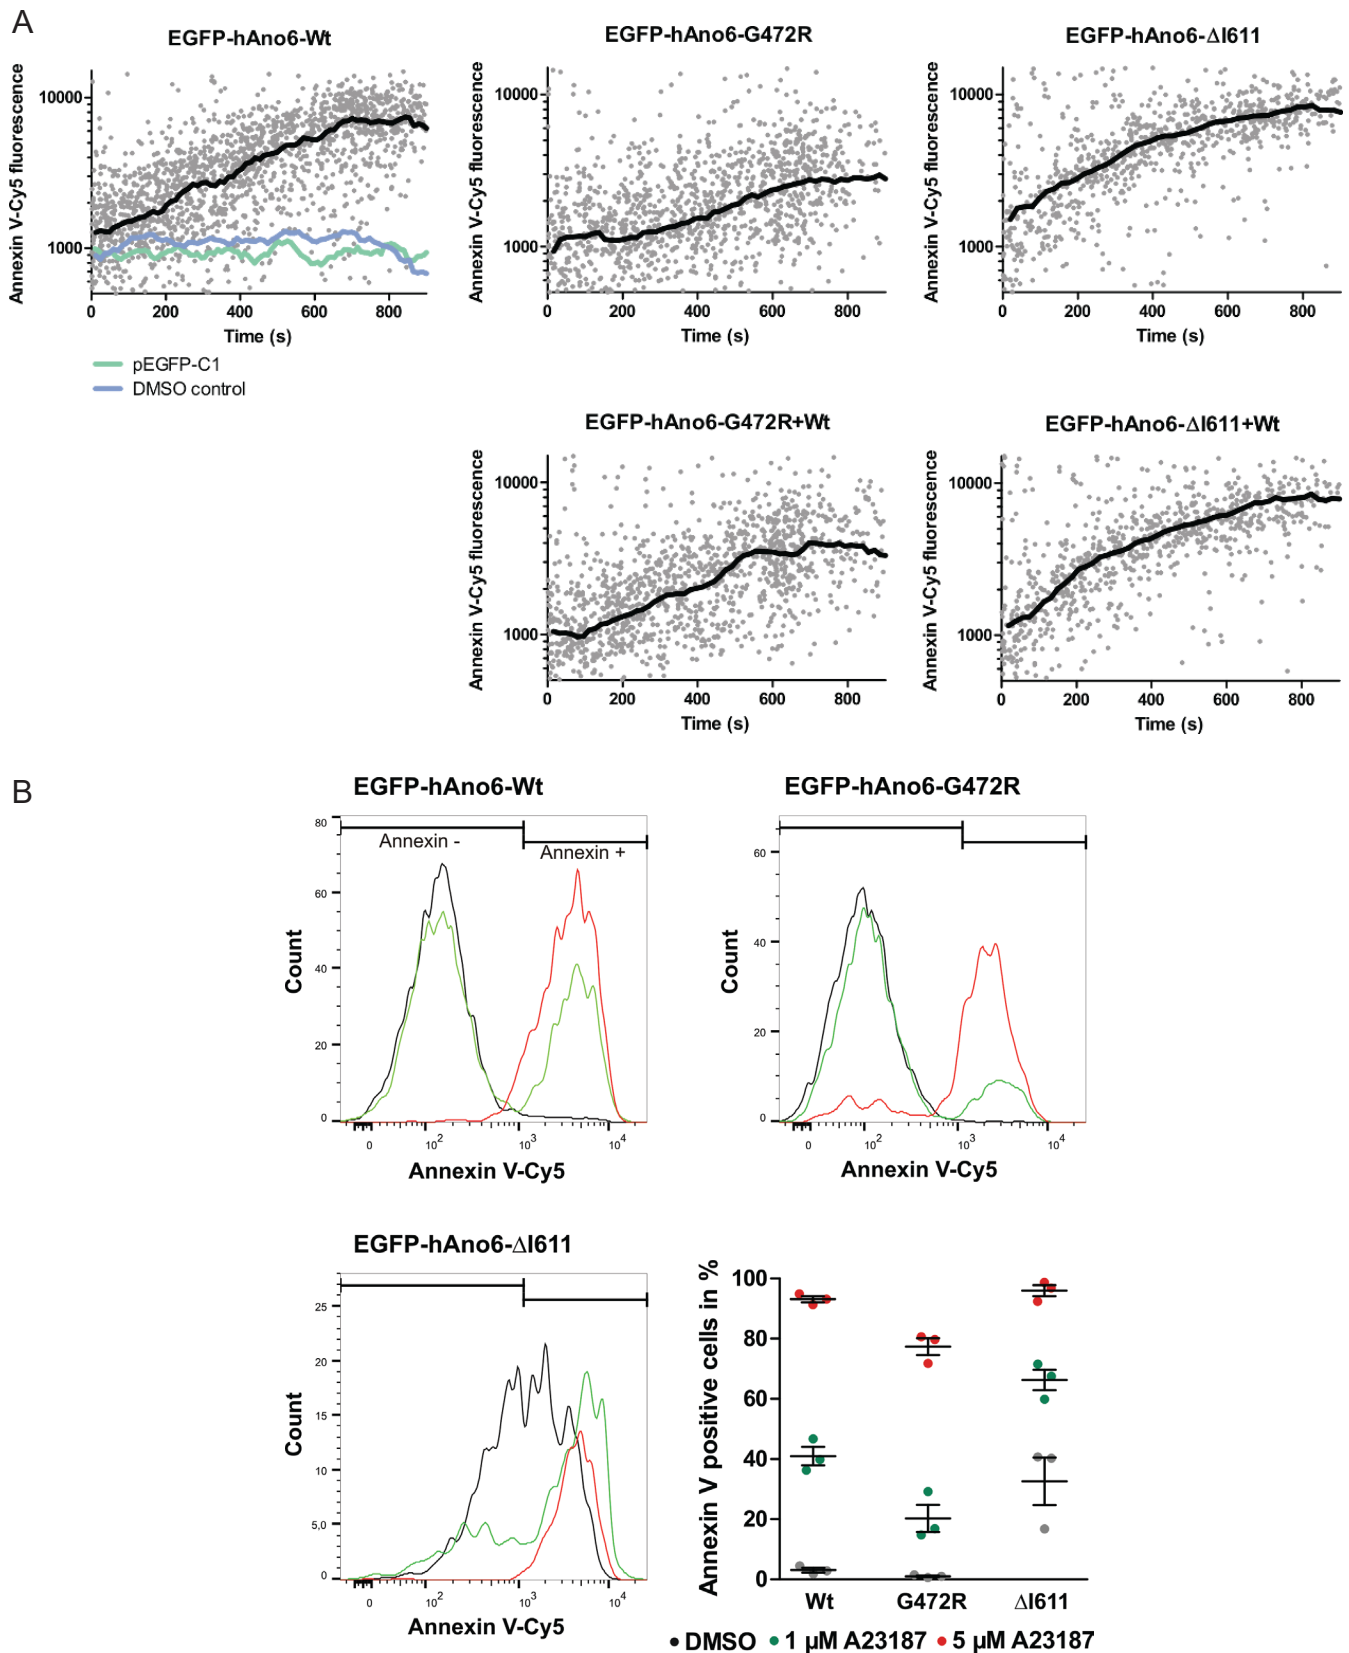 A
EGFP-hAno6-Wt
EGFP-hAno6-G472R
EGFP-hAno6-ΔI611
Annexin V-Cy5 fluorescence
10000
1000
0 200 400 600 800
Time (s)
Annexin V-Cy5 fluorescence
10000
1000
0 200 400 600 800
Time (s)
Annexin V-Cy5 fluorescence
10000
1000
0 200 400 600 800
Time (s)
pEGFP-C1
DMSO control
EGFP-hAno6-G472R+Wt
EGFP-hAno6-ΔI611+Wt
Annexin V-Cy5 fluorescence
10000
1000
0 200 400 600 800
Time (s)
Annexin V-Cy5 fluorescence
10000
1000
0 200 400 600 800
Time (s)
B
EGFP-hAno6-Wt
Annexin -
Annexin +
Count
80
60
40
20
0
0 10² 10³ 10⁴
Annexin V-Cy5
EGFP-hAno6-G472R
Count
60
40
20
0
0 10² 10³ 10⁴
Annexin V-Cy5
EGFP-hAno6-ΔI611
Count
25
20
15
10
5,0
0
0 10² 10³ 10⁴
Annexin V-Cy5
Annexin V positive cells in %
100
80
60
40
20
0
Wt G472R ΔI611
DMSO 1 µM A23187 5 µM A23187